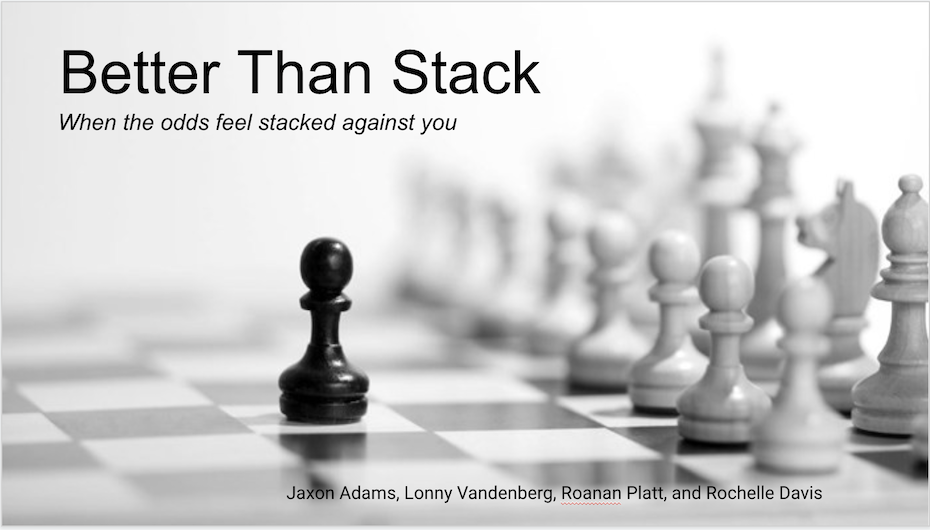 Better Than Stack
When the odds feel stacked against you
Jaxon Adams, Lonny Vandenberg, Roanan Platt, and Rochelle Davis